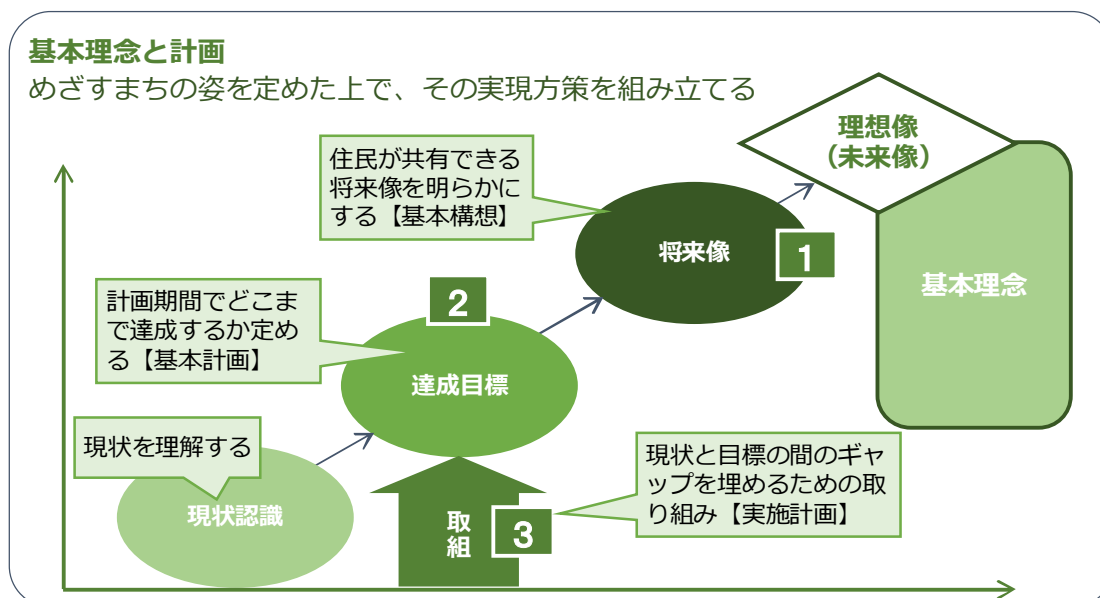 基本理念と計画
めざすまちの姿を定めた上で、その実現方策を組み立てる
理想像
(未来像)
住民が共有できる
将来像を明らかに
する【基本構想】
将来像
1
基本理念
計画期間でどこま
で達成するか定め
る【基本計画】
2
達成目標
現状を理解する
現状認識
取
組
3
現状と目標の間のギャ
ップを埋めるための取
り組み【実施計画】